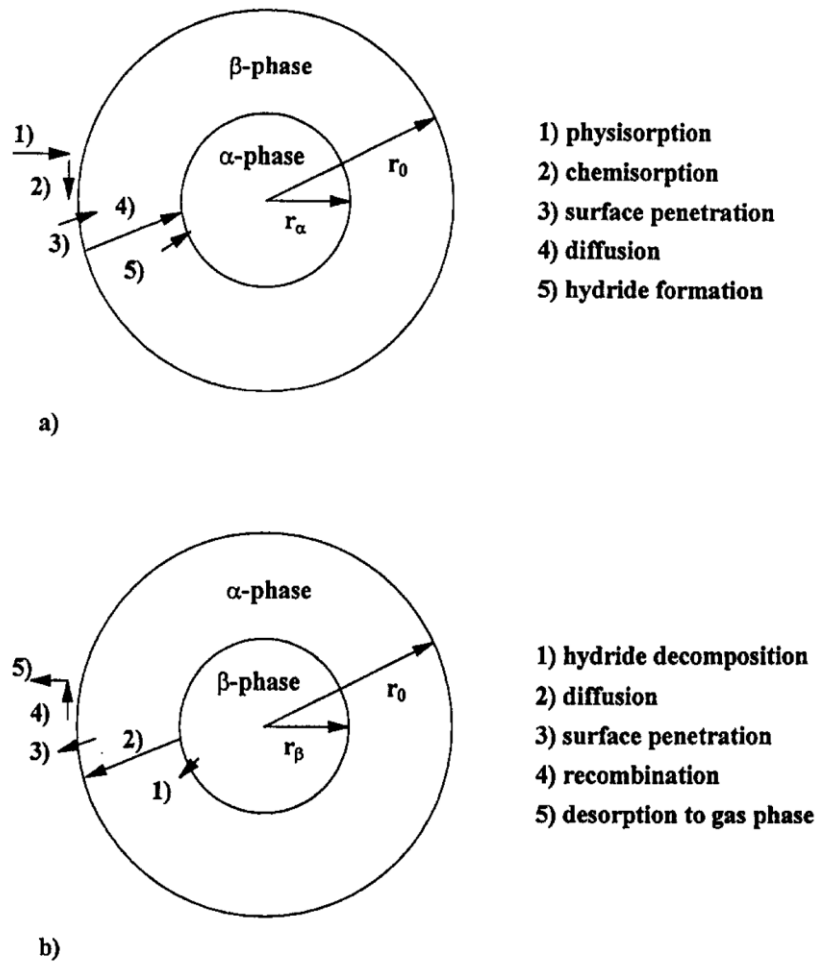 β-phase
α-phase
r₀
rα
1)
2)
3)
4)
5)
1) physisorption
2) chemisorption
3) surface penetration
4) diffusion
5) hydride formation
a)
α-phase
β-phase
r₀
rβ
5)
4)
3)
2)
1)
1) hydride decomposition
2) diffusion
3) surface penetration
4) recombination
5) desorption to gas phase
b)